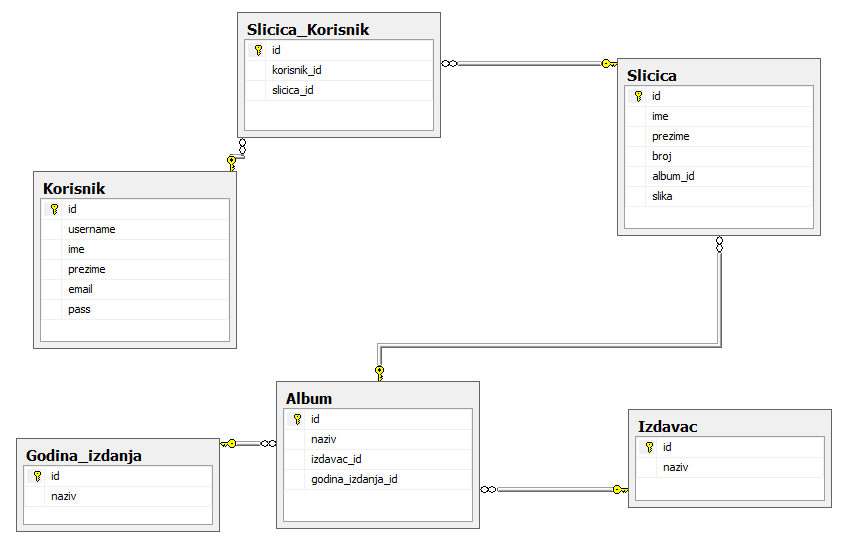 Slicica_Korisnik
id
korisnik_id
slicica_id
Slicica
id
ime
prezime
broj
album_id
slika
Korisnik
id
username
ime
prezime
email
pass
Album
id
naziv
izdavac_id
godina_izdanja_id
Godina_izdanja
id
naziv
Izdavac
id
naziv